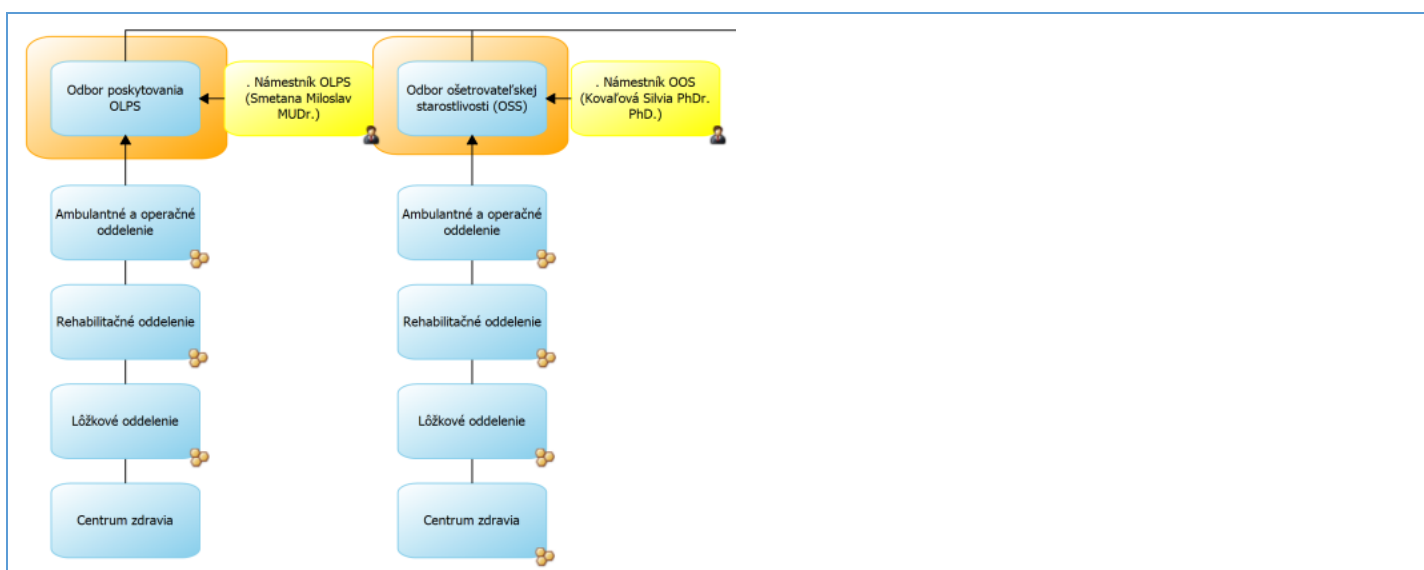 Odbor poskytovania
OLPS
. Námestník OLPS
(Smetana Miloslav
MUDr.)
Odbor ošetrovateľskej
starostlivosti (OSS)
. Námestník OOS
(Kovaľová Silvia PhDr.
PhD.)
Ambulantné a operačné
oddelenie
Ambulantné a operačné
oddelenie
Rehabilitačné oddelenie
Rehabilitačné oddelenie
Lôžkové oddelenie
Lôžkové oddelenie
Centrum zdravia
Centrum zdravia